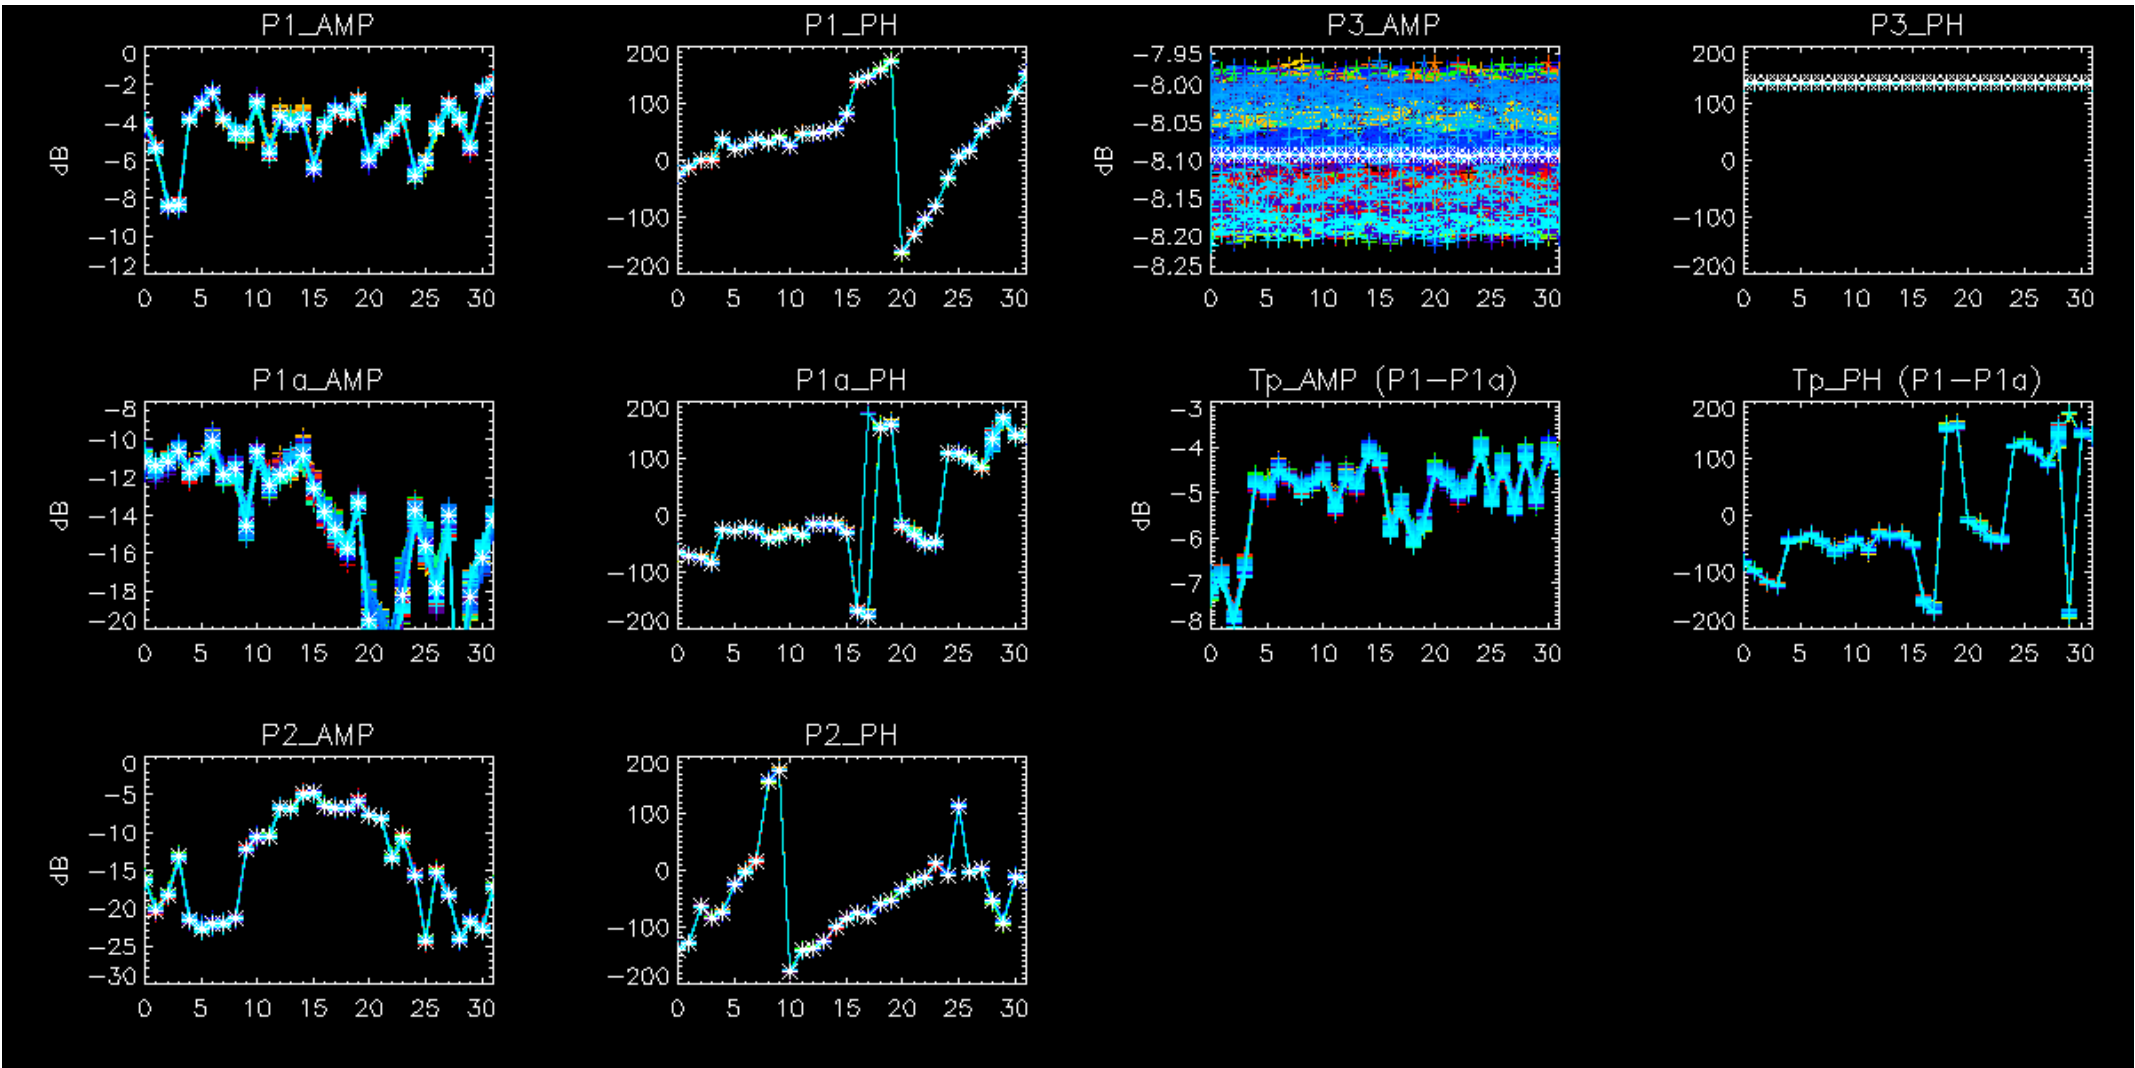 P1_AMP
0
−2
−4
−6
−8
−10
−12
dB
0 5 10 15 20 25 30
P1_PH
200
100
0
−100
−200
0 5 10 15 20 25 30
P3_AMP
−7.95
−8.00
−8.05
−8.10
−8.15
−8.20
−8.25
dB
0 5 10 15 20 25 30
P3_PH
200
100
0
−100
−200
0 5 10 15 20 25 30
P1a_AMP
−8
−10
−12
−14
−16
−18
−20
dB
0 5 10 15 20 25 30
P1a_PH
200
100
0
−100
−200
0 5 10 15 20 25 30
Tp_AMP (P1−P1a)
−3
−4
−5
−6
−7
−8
dB
0 5 10 15 20 25 30
Tp_PH (P1−P1a)
200
100
0
−100
−200
0 5 10 15 20 25 30
P2_AMP
0
−5
−10
−15
−20
−25
−30
dB
0 5 10 15 20 25 30
P2_PH
200
100
0
−100
−200
0 5 10 15 20 25 30